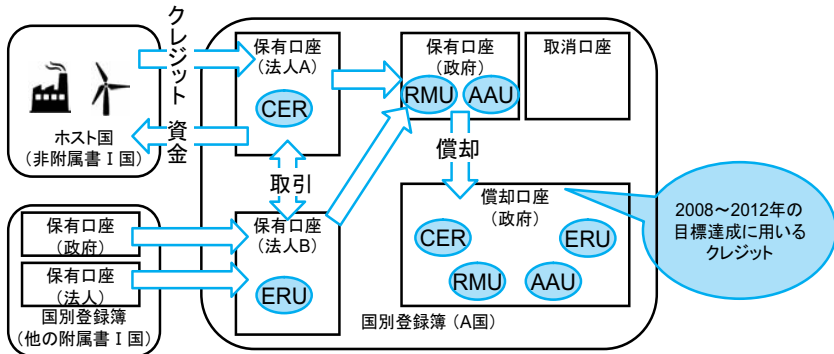 クレジット
資金
ホスト国
(非附属書Ⅰ国)
保有口座
(政府)
保有口座
(法人)
国別登録簿
(他の附属書Ⅰ国)
保有口座
(法人A)
CER
取引
保有口座
(法人B)
ERU
保有口座
(政府)
RMU
AAU
取消口座
償却
償却口座
(政府)
CER
ERU
RMU
AAU
国別登録簿(A国)
2008~2012年の
目標達成に用いる
クレジット